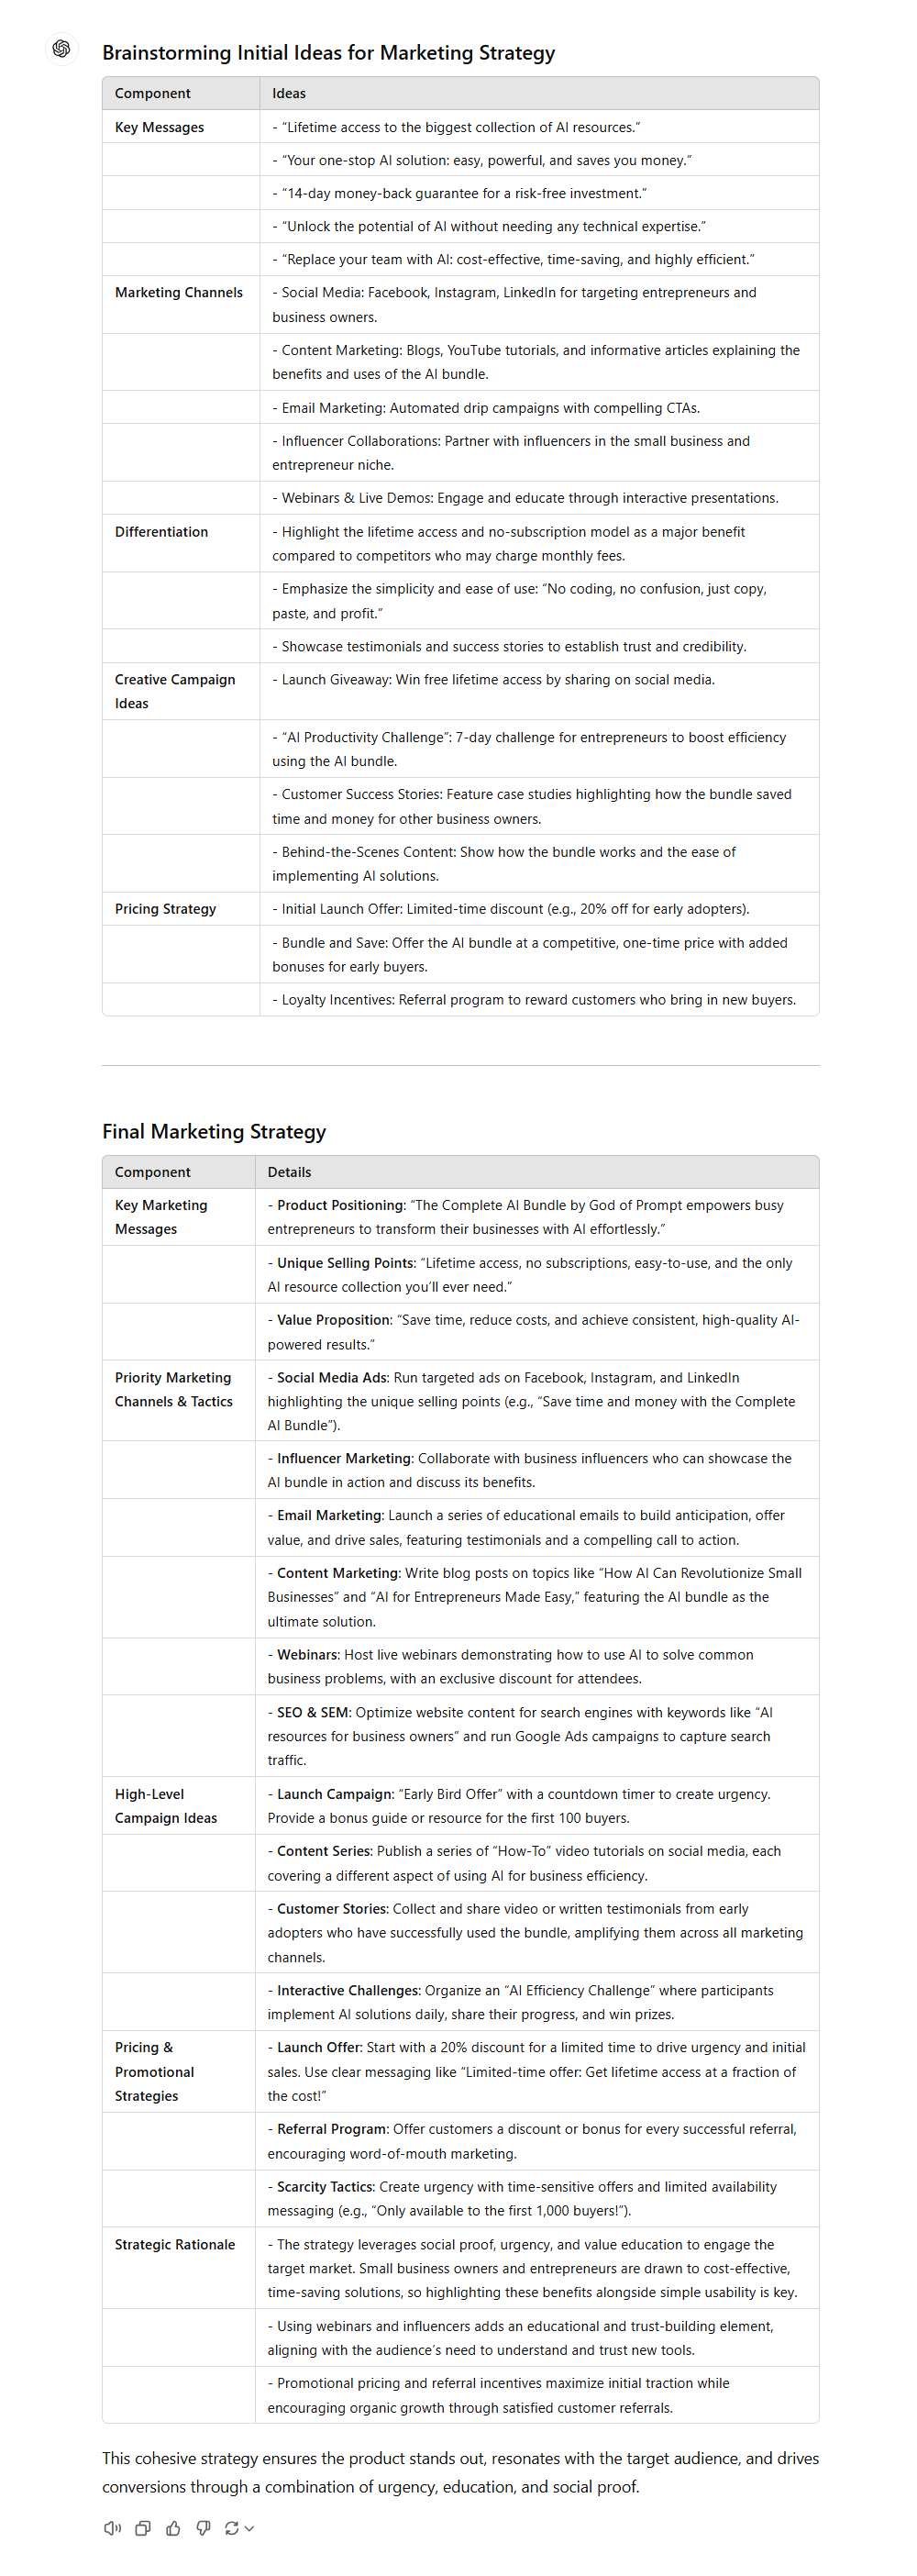 Brainstorming Initial Ideas for Marketing Strategy
Component Ideas
Key Messages - “Lifetime access to the biggest collection of AI resources.”
- “Your one-stop AI solution: easy, powerful, and saves you money.”
- “14-day money-back guarantee for a risk-free investment.”
- “Unlock the potential of AI without needing any technical expertise.”
- “Replace your team with AI: cost-effective, time-saving, and highly efficient.”
Marketing Channels - Social Media: Facebook, Instagram, LinkedIn for targeting entrepreneurs and
business owners.
- Content Marketing: Blogs, YouTube tutorials, and informative articles explaining the
benefits and uses of the AI bundle.
- Email Marketing: Automated drip campaigns with compelling CTAs.
- Influencer Collaborations: Partner with influencers in the small business and
entrepreneur niche.
- Webinars & Live Demos: Engage and educate through interactive presentations.
Differentiation - Highlight the lifetime access and no-subscription model as a major benefit
compared to competitors who may charge monthly fees.
- Emphasize the simplicity and ease of use: “No coding, no confusion, just copy,
paste, and profit.”
- Showcase testimonials and success stories to establish trust and credibility.
Creative Campaign - Launch Giveaway: Win free lifetime access by sharing on social media.
Ideas
- “AI Productivity Challenge”: 7-day challenge for entrepreneurs to boost efficiency
using the AI bundle.
- Customer Success Stories: Feature case studies highlighting how the bundle saved
time and money for other business owners.
- Behind-the-Scenes Content: Show how the bundle works and the ease of
implementing AI solutions.
Pricing Strategy - Initial Launch Offer: Limited-time discount (e.g., 20% off for early adopters).
- Bundle and Save: Offer the AI bundle at a competitive, one-time price with added
bonuses for early buyers.
- Loyalty Incentives: Referral program to reward customers who bring in new buyers.
Final Marketing Strategy
Component Details
Key Marketing - Product Positioning: “The Complete AI Bundle by God of Prompt empowers busy
Messages entrepreneurs to transform their businesses with AI effortlessly.”
- Unique Selling Points: “Lifetime access, no subscriptions, easy-to-use, and the only
AI resource collection you’ll ever need.”
- Value Proposition: “Save time, reduce costs, and achieve consistent, high-quality AI-
powered results.”
Priority Marketing - Social Media Ads: Run targeted ads on Facebook, Instagram, and LinkedIn
Channels & Tactics highlighting the unique selling points (e.g., “Save time and money with the Complete
AI Bundle”).
- Influencer Marketing: Collaborate with business influencers who can showcase the
AI bundle in action and discuss its benefits.
- Email Marketing: Launch a series of educational emails to build anticipation, offer
value, and drive sales, featuring testimonials and a compelling call to action.
- Content Marketing: Write blog posts on topics like “How AI Can Revolutionize Small
Businesses” and “AI for Entrepreneurs Made Easy,” featuring the AI bundle as the
ultimate solution.
- Webinars: Host live webinars demonstrating how to use AI to solve common
business problems, with an exclusive discount for attendees.
- SEO & SEM: Optimize website content for search engines with keywords like “AI
resources for business owners” and run Google Ads campaigns to capture search
traffic.
High-Level - Launch Campaign: “Early Bird Offer” with a countdown timer to create urgency.
Campaign Ideas Provide a bonus guide or resource for the first 100 buyers.
- Content Series: Publish a series of “How-To” video tutorials on social media, each
covering a different aspect of using AI for business efficiency.
- Customer Stories: Collect and share video or written testimonials from early
adopters who have successfully used the bundle, amplifying them across all marketing
channels.
- Interactive Challenges: Organize an “AI Efficiency Challenge” where participants
implement AI solutions daily, share their progress, and win prizes.
Pricing & - Launch Offer: Start with a 20% discount for a limited time to drive urgency and initial
Promotional sales. Use clear messaging like “Limited-time offer: Get lifetime access at a fraction of
Strategies the cost!”
- Referral Program: Offer customers a discount or bonus for every successful referral,
encouraging word-of-mouth marketing.
- Scarcity Tactics: Create urgency with time-sensitive offers and limited availability
messaging (e.g., “Only available to the first 1,000 buyers!”).
Strategic Rationale - The strategy leverages social proof, urgency, and value education to engage the
target market. Small business owners and entrepreneurs are drawn to cost-effective,
time-saving solutions, so highlighting these benefits alongside simple usability is key.
- Using webinars and influencers adds an educational and trust-building element,
aligning with the audience’s need to understand and trust new tools.
- Promotional pricing and referral incentives maximize initial traction while
encouraging organic growth through satisfied customer referrals.
This cohesive strategy ensures the product stands out, resonates with the target audience, and drives
conversions through a combination of urgency, education, and social proof.